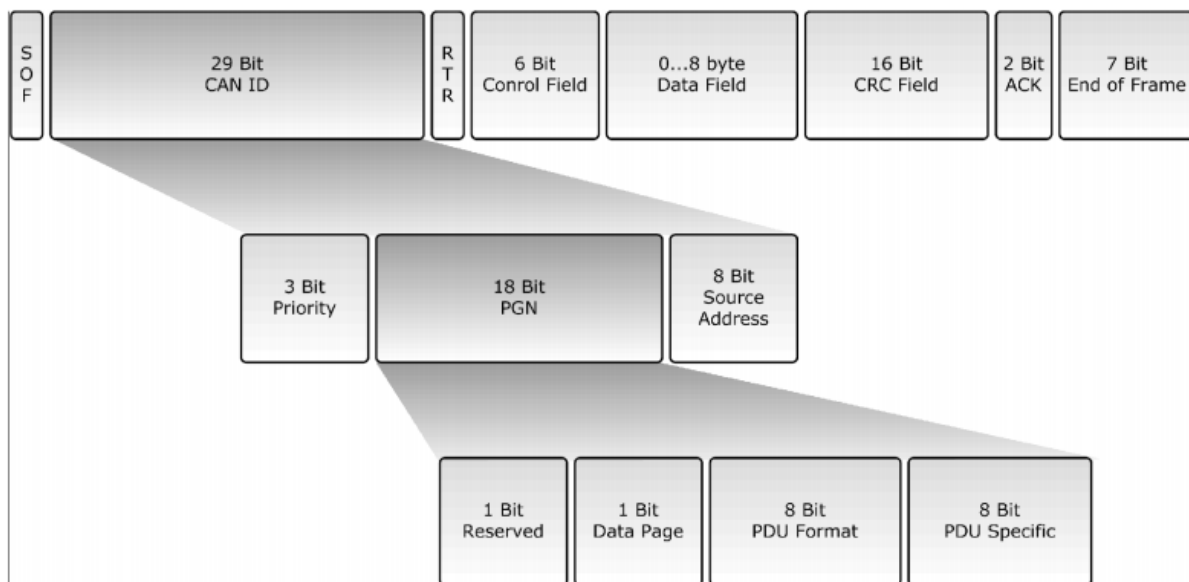 SOF
29 Bit
CAN ID
RTR
6 Bit
Conrol Field
0...8 byte
Data Field
16 Bit
CRC Field
2 Bit
ACK
7 Bit
End of Frame
3 Bit
Priority
18 Bit
PGN
8 Bit
Source
Address
1 Bit
Reserved
1 Bit
Data Page
8 Bit
PDU Format
8 Bit
PDU Specific